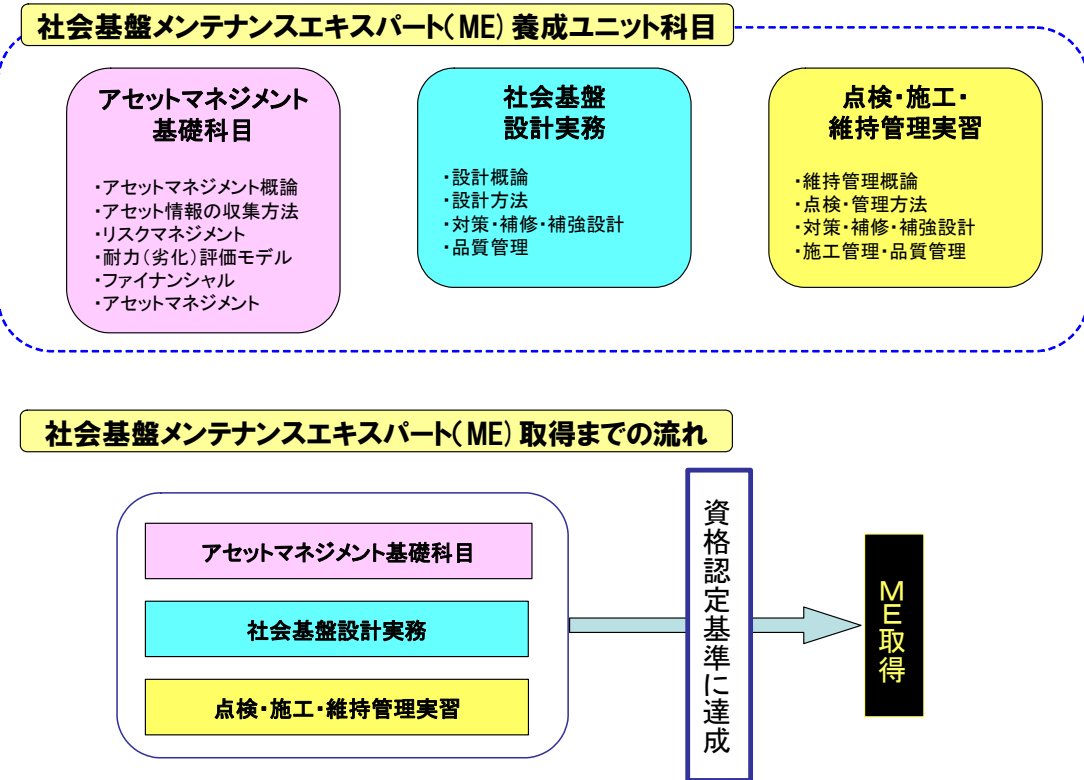 社会基盤メンテナンスエキスパート(ME)養成ユニット科目
アセットマネジメント
基礎科目
・アセットマネジメント概論
・アセット情報の収集方法
・リスクマネジメント
・耐力(劣化)評価モデル
・ファイナンシャル
・アセットマネジメント
社会基盤
設計実務
・設計概論
・設計方法
・対策・補修・補強設計
・品質管理
点検・施工・
維持管理実習
・維持管理概論
・点検・管理方法
・対策・補修・補強設計
・施工管理・品質管理
社会基盤メンテナンスエキスパート(ME)取得までの流れ
アセットマネジメント基礎科目
社会基盤設計実務
点検・施工・維持管理実習
資格認定基準に達成
ME取得